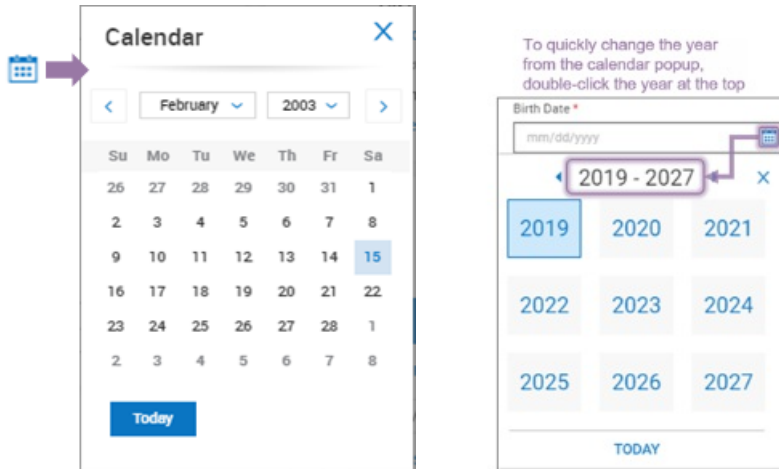 Calendar
February
2003
Su Mo Tu We Th Fr Sa
26 27 28 29 30 31 1
2 3 4 5 6 7 8
9 10 11 12 13 14 15
16 17 18 19 20 21 22
23 24 25 26 27 28 1
2 3 4 5 6 7 8
Today
To quickly change the year
from the calendar popup,
double-click the year at the top
Birth Date *
mm/dd/yyyy
2019 - 2027
2019 2020 2021
2022 2023 2024
2025 2026 2027
TODAY